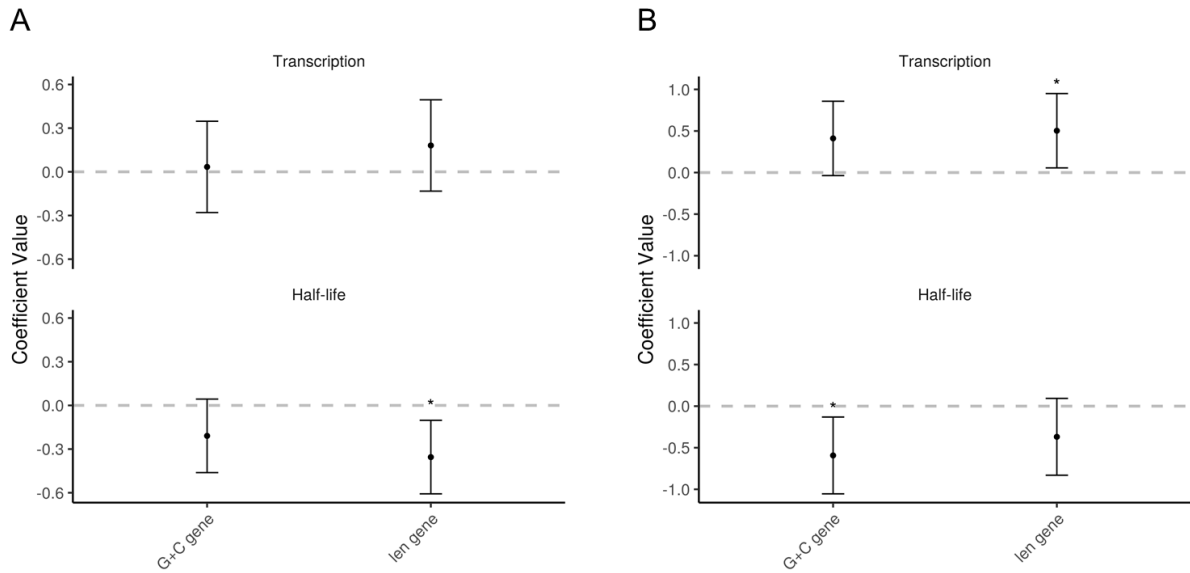 A
Transcription
0.6
0.3
0.0
-0.3
-0.6
Coefficient Value
Half-life
0.6
0.3
0.0
*
-0.3
-0.6
G+C gene
len gene
B
Transcription
*
1.0
0.5
0.0
-0.5
-1.0
Coefficient Value
Half-life
1.0
0.5
0.0
*
-0.5
-1.0
G+C gene
len gene